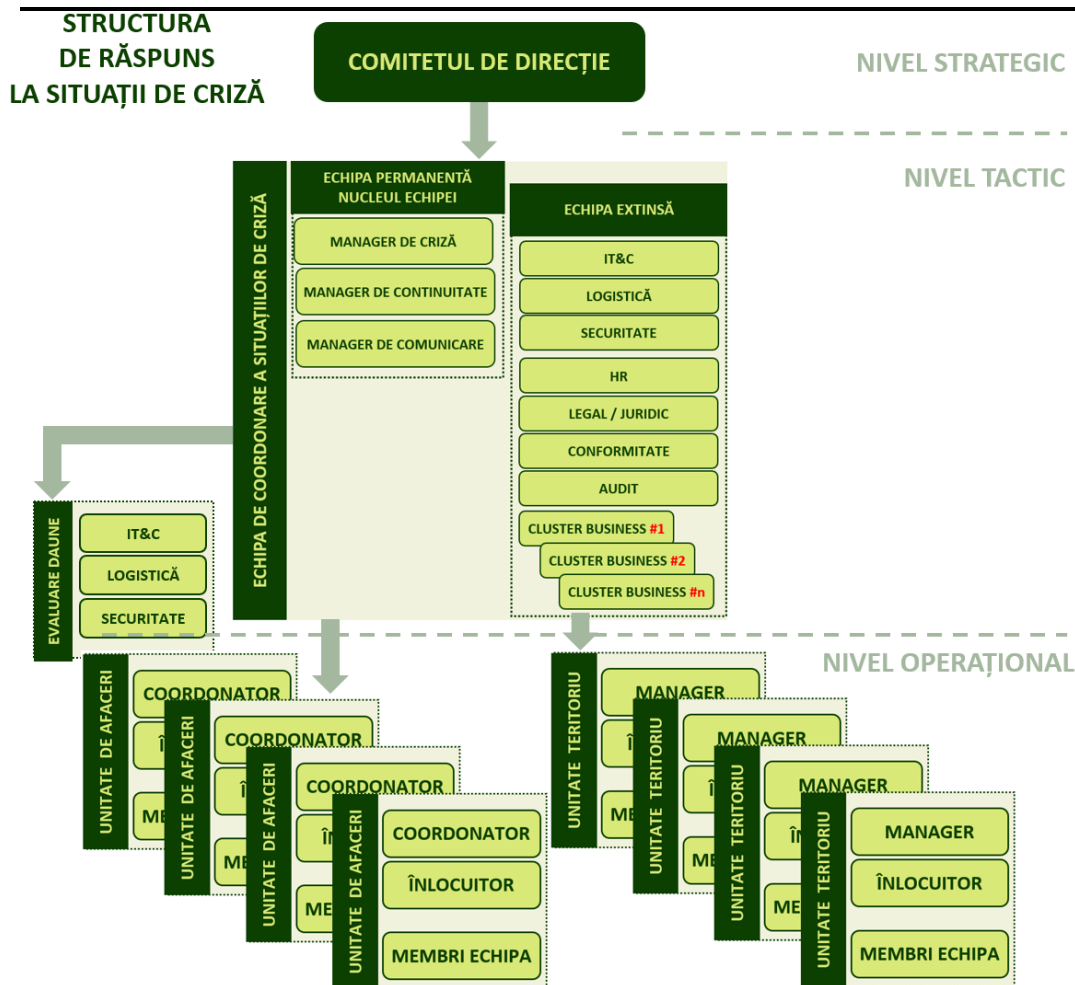 STRUCTURA
DE RĂSPUNS
LA SITUAȚII DE CRIZĂ
COMITETUL DE DIRECȚIE
NIVEL STRATEGIC
NIVEL TACTIC
ECHIPA DE COORDONARE A SITUAȚIILOR DE CRIZĂ
ECHIPA PERMANENTĂ
NUCLEUL ECHIPEI
MANAGER DE CRIZĂ
MANAGER DE CONTINUITATE
MANAGER DE COMUNICARE
ECHIPA EXTINSĂ
IT&C
LOGISTICĂ
SECURITATE
HR
LEGAL / JURIDIC
CONFORMITATE
AUDIT
CLUSTER BUSINESS #1
CLUSTER BUSINESS #2
CLUSTER BUSINESS #n
EVALUARE DAUNE
IT&C
LOGISTICĂ
SECURITATE
NIVEL OPERAȚIONAL
UNITATE DE AFACERI
COORDONATOR
UNITATE DE AFACERI
COORDONATOR
UNITATE DE AFACERI
COORDONATOR
UNITATE DE AFACERI
COORDONATOR
ÎNLOCUITOR
MEMBRI ECHIPA
UNITATE TERITORIU
MANAGER
UNITATE TERITORIU
MANAGER
UNITATE TERITORIU
MANAGER
UNITATE TERITORIU
MANAGER
ÎNLOCUITOR
MEMBRI ECHIPA